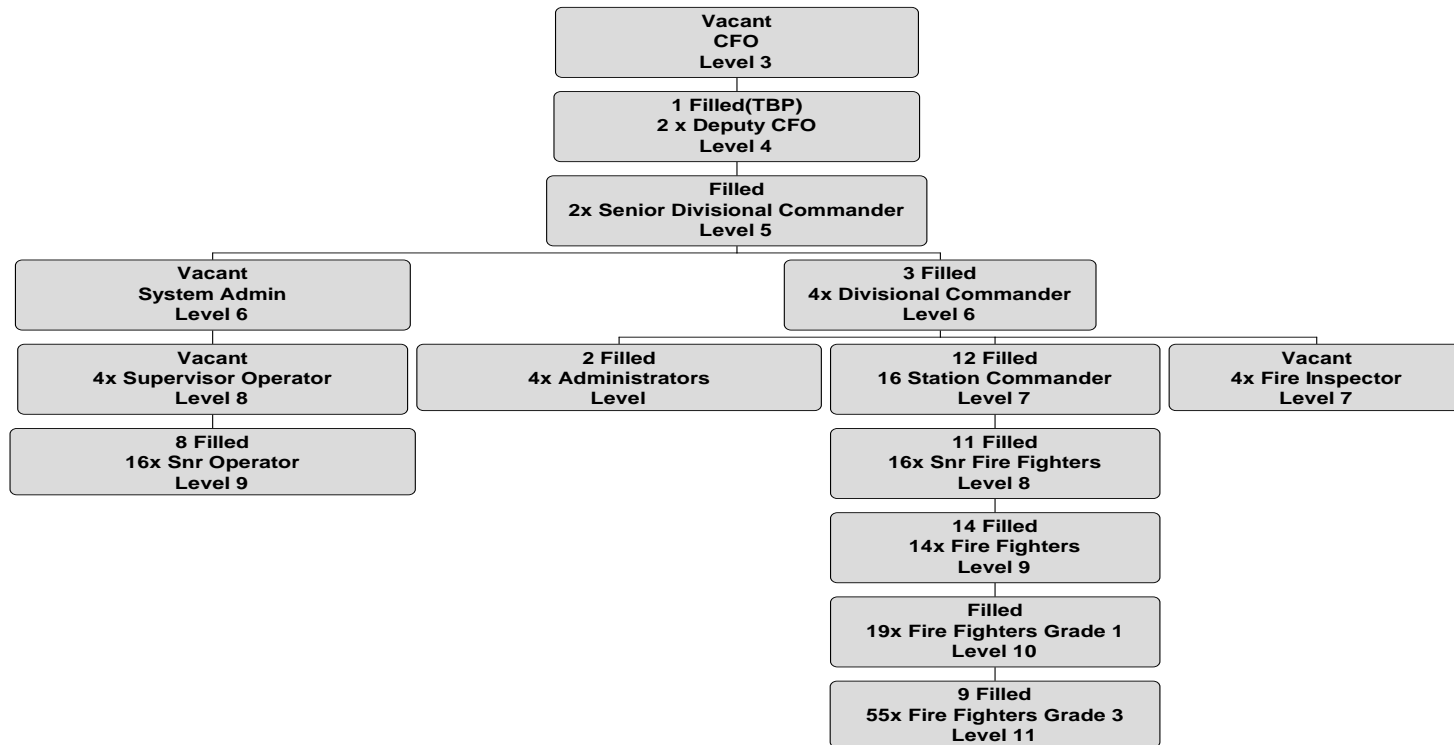 Vacant
CFO
Level 3
1 Filled(TBP)
2 x Deputy CFO
Level 4
Filled
2x Senior Divisional Commander
Level 5
Vacant
System Admin
Level 6
3 Filled
4x Divisional Commander
Level 6
Vacant
4x Supervisor Operator
Level 8
2 Filled
4x Administrators
Level
12 Filled
16 Station Commander
Level 7
Vacant
4x Fire Inspector
Level 7
8 Filled
16x Snr Operator
Level 9
11 Filled
16x Snr Fire Fighters
Level 8
14 Filled
14x Fire Fighters
Level 9
Filled
19x Fire Fighters Grade 1
Level 10
9 Filled
55x Fire Fighters Grade 3
Level 11